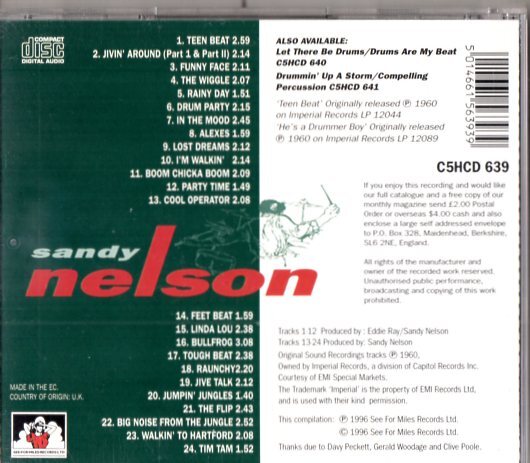 COMPACT
disc
DIGITAL AUDIO
1. TEEN BEAT 2.59
2. JIVIN' AROUND (Part 1 & Part II) 2.14
3. FUNNY FACE 2.11
4. THE WIGGLE 2.07
5. RAINY DAY 1.51
6. DRUM PARTY 2.15
7. IN THE MOOD 2.45
8. ALEXES 1.59
9. LOST DREAMS 2.12
10. I'M WALKIN' 2.14
11. BOOM CHICKA BOOM 2.09
12. PARTY TIME 1.49
13. COOL OPERATOR 2.08
sandy
nelson
14. FEET BEAT 1.59
15. LINDA LOU 2.38
16. BULLFROG 3.08
17. TOUGH BEAT 2.38
18. RAUNCHY 2.20
19. JIVE TALK 2.12
20. JUMPIN' JUNGLES 1.40
21. THE FLIP 2.43
22. BIG NOISE FROM THE JUNGLE 2.52
23. WALKIN' TO HARTFORD 2.08
24. TIM TAM 1.52
MADE IN THE EC.
COUNTRY OF ORIGIN: U.K.
SEE FOR MILES RECORDS LTD.
ALSO AVAILABLE:
Let There Be Drums/Drums Are My Beat
C5HCD 640
Drummin' Up A Storm/Compelling
Percussion C5HCD 641
'Teen Beat' Originally released ℗ 1960
on Imperial Records LP 12044
'He's a Drummer Boy' Originally released
℗ 1960 on Imperial Records LP 12089
5 014661 563939
C5HCD 639
If you enjoy this recording and would like
our full catalogue and a free copy of our
monthly magazine send £2.00 Postal
Order or overseas $4.00 cash and also
enclose a large self addressed envelope
to P.O. Box 328, Maidenhead, Berkshire,
SL6 2NE, England.
All rights of the manufacturer and
owner of the recorded work reserved.
Unauthorised public performance,
broadcasting and copying of this work
prohibited.
Tracks 1-12 Produced by : Eddie Ray/Sandy Nelson
Tracks 13-24 Produced by: Sandy Nelson
Original Sound Recordings tracks ℗ 1960,
Owned by Imperial Records, a division of Capitol Records Inc.
Courtesy of EMI Special Markets.
The Trademark 'Imperial' is the property of EMI Records Ltd,
and is used with their kind permission.
This compilation: ℗ 1996 See For Miles Records Ltd.
© 1996 See For Miles Records Ltd.
Thanks due to Davy Peckett, Gerald Woodage and Clive Poole.